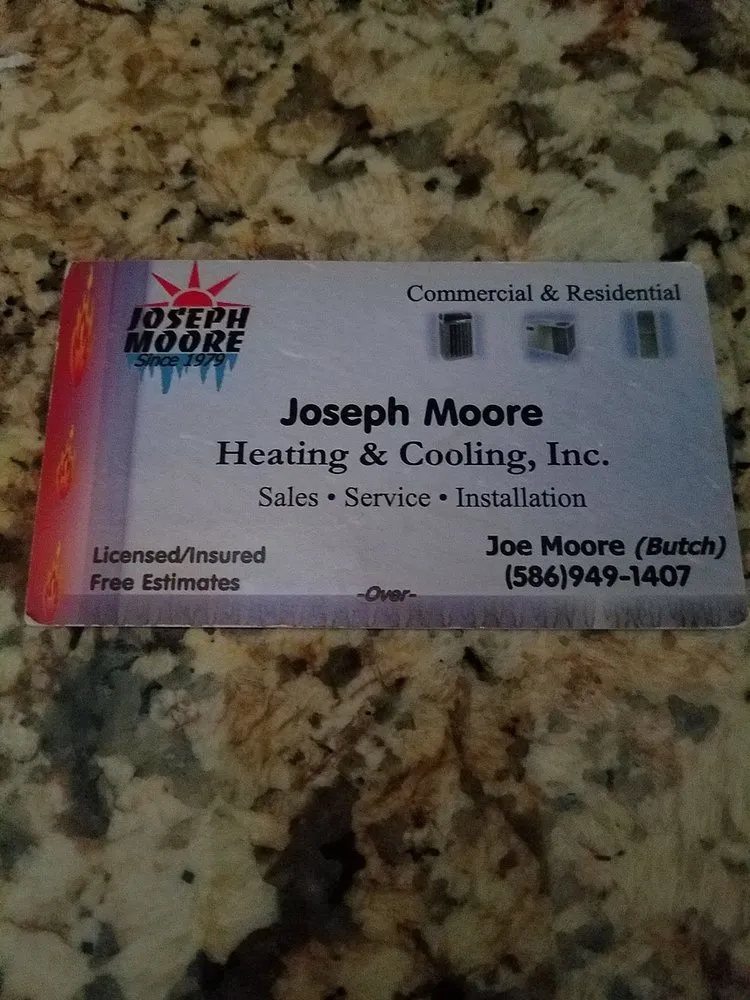 JOSEPH
MOORE
Since 1979
Commercial & Residential
Joseph Moore
Heating & Cooling, Inc.
Sales • Service • Installation
Licensed/Insured
Free Estimates
-Over-
Joe Moore (Butch)
(586)949-1407